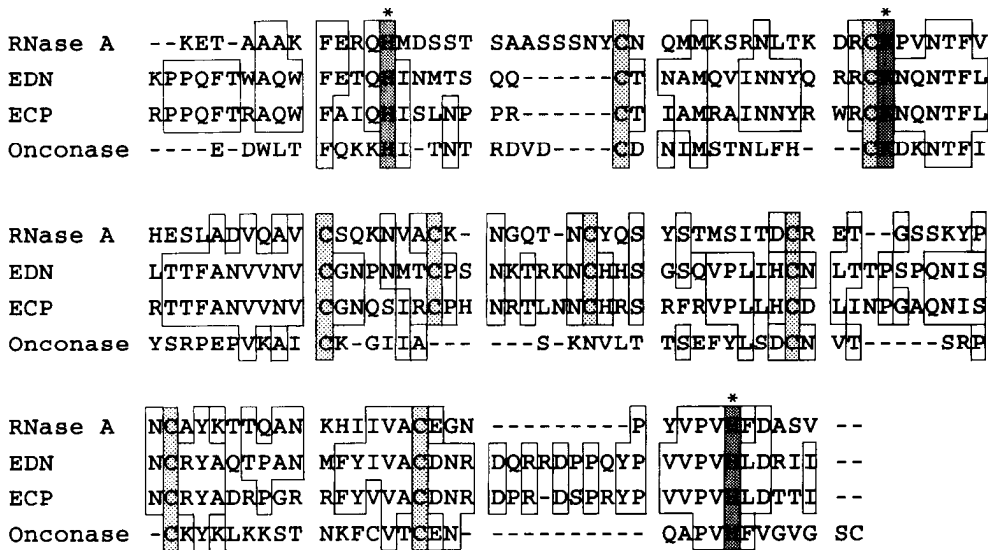 * *
RNase A --KET-AAAK FERQHMDSST SAASSSNYCN QMMKSRNLTK DRCKPVNTFV
EDN KPPQFTWAQW FETQHINMTS QQ------CT NAMQVINNYQ RRCKNQNTFL
ECP RPPQFTRAQW FAIQHISLNP PR------CT IAMRAINNYR WRCKNQNTFL
Onconase ----E-DWLT FQKKHI-TNT RDVD----CD NIMSTNLFH- --CKDKNTFI
RNase A HESLADVQAV CSQKNVACK- NGQT-NCYQS YSTMSITDCR ET--GSSKYP
EDN LTTFANVVNV CGNPNMTCPS NKTRKNCHHS GSQVPLIHCN LTTPSPQNIS
ECP RTTFANVVNV CGNQSIRCPH NRTLNNCHRS RFRVPLLHCD LINPGAQNIS
Onconase YSRPEPVKAI CK-GIIA--- ---S-KNVLT TSEFYLSDCN VT-----SRP
*
RNase A NCAYKTTQAN KHIIVACEGN ---------P YVPVHFDASV --
EDN NCRYAQTPAN MFYIVACDNR DQRRDPPQYP VVPVHLDRII --
ECP NCRYADRPGR RFYVVACDNR DPR-DSPRYP VVPVHLDTTI --
Onconase -CKYKLKKST NKFCVTCEN- ---------- QAPVHFVGVG SC